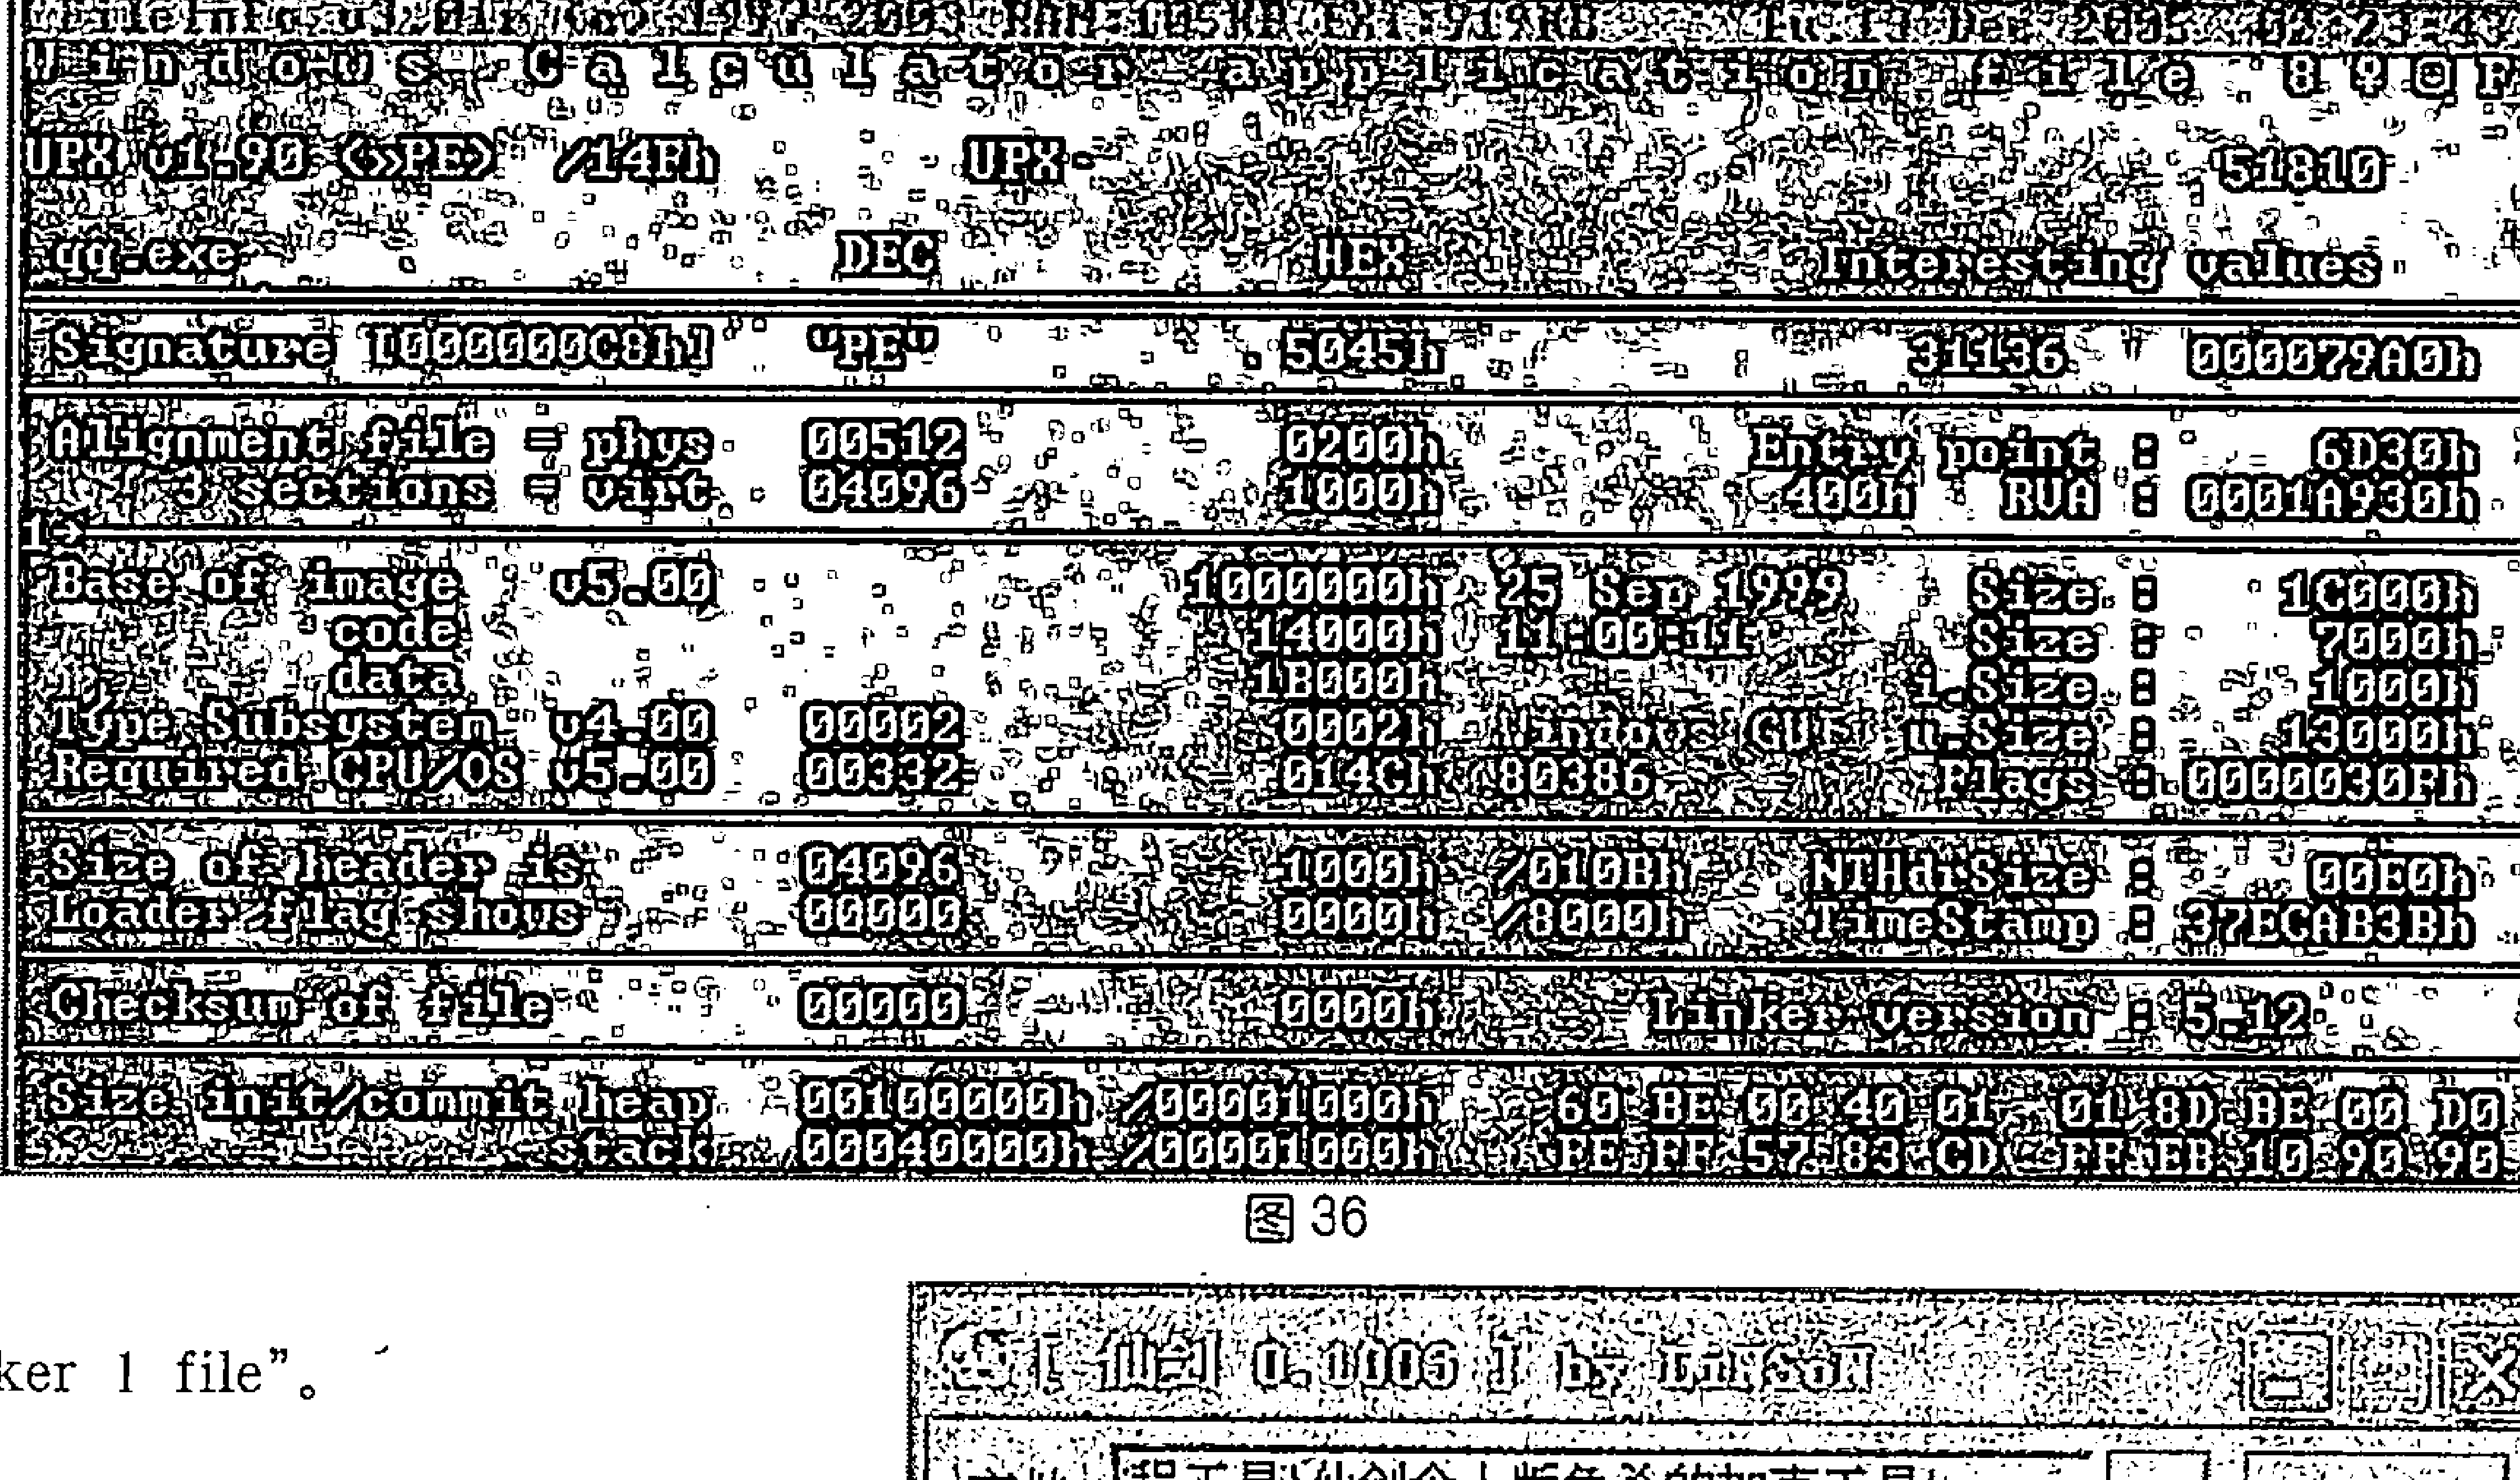 Windows Calculator application file 8♀☺F
UPX v1.90 <»PE> /14Fh UPX 51810
qq.exe DEC HEX Interesting values
Signature [000000C8h] "PE" 5045h 31136 000079A0h
Alignment file = phys 00512 0200h Entry point : 6D30h
3 sections = virt 04096 1000h 400h RVA : 0001A930h
Base of image v5.00 1000000h 25 Sep 1999 Size : 1C000h
code 14000h 11:00:11 Size : 7000h
data 1B000h i.Size : 1000h
Type Subsystem v4.00 00002 0002h Windows GUI u.Size : 13000h
Required CPU/OS v5.00 00332 014Ch 80386 Flags : 0000030Fh
Size of header is 04096 1000h /010Bh NTHdrSize : 00E0h
Loader/flag shows 00000 0000h /8000h TimeStamp : 37ECAB3Bh
Checksum of file 00000 0000h Linker version : 5.12
Size init/commit heap 00100000h /00001000h 60 BE 00 40 01 01 8D BE 00 D0
stack 00040000h /00001000h FE FF 57 83 CD FF EB 10 90 90
图 36
ker 1 file”。
[ 仙剑 0.1005 ] by